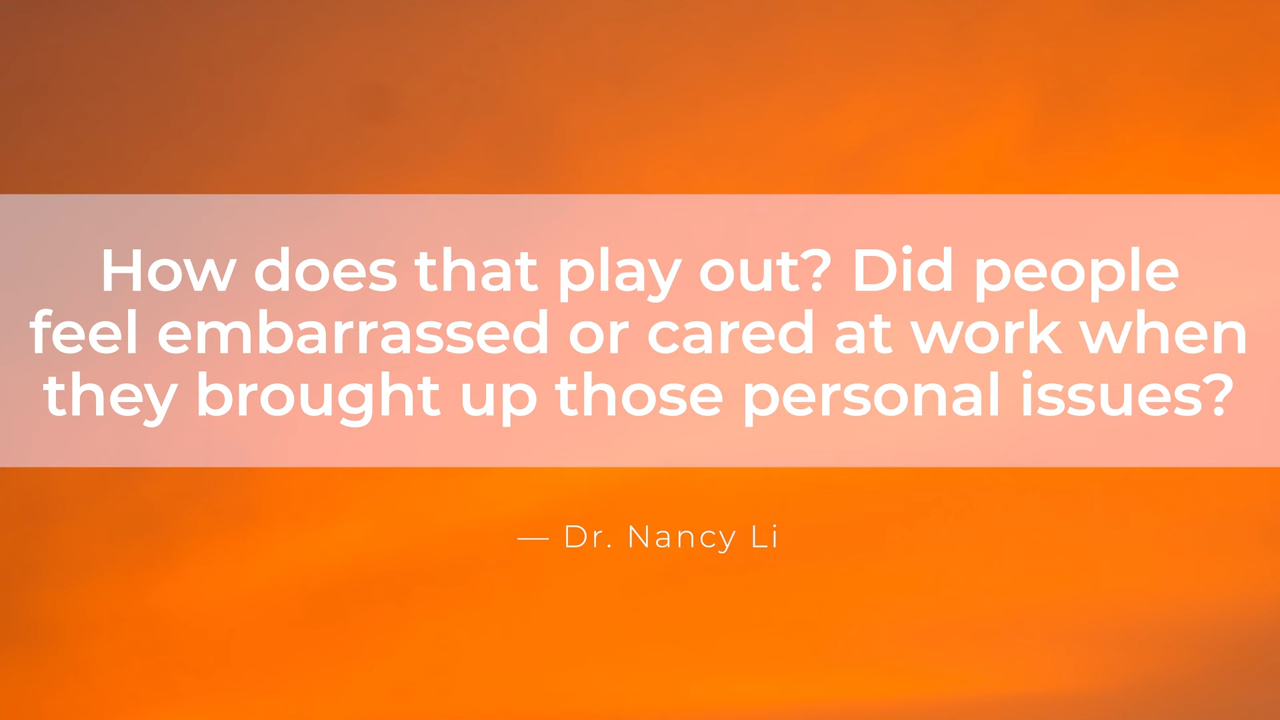 How does that play out? Did people
feel embarrassed or cared at work when
they brought up those personal issues?
— Dr. Nancy Li